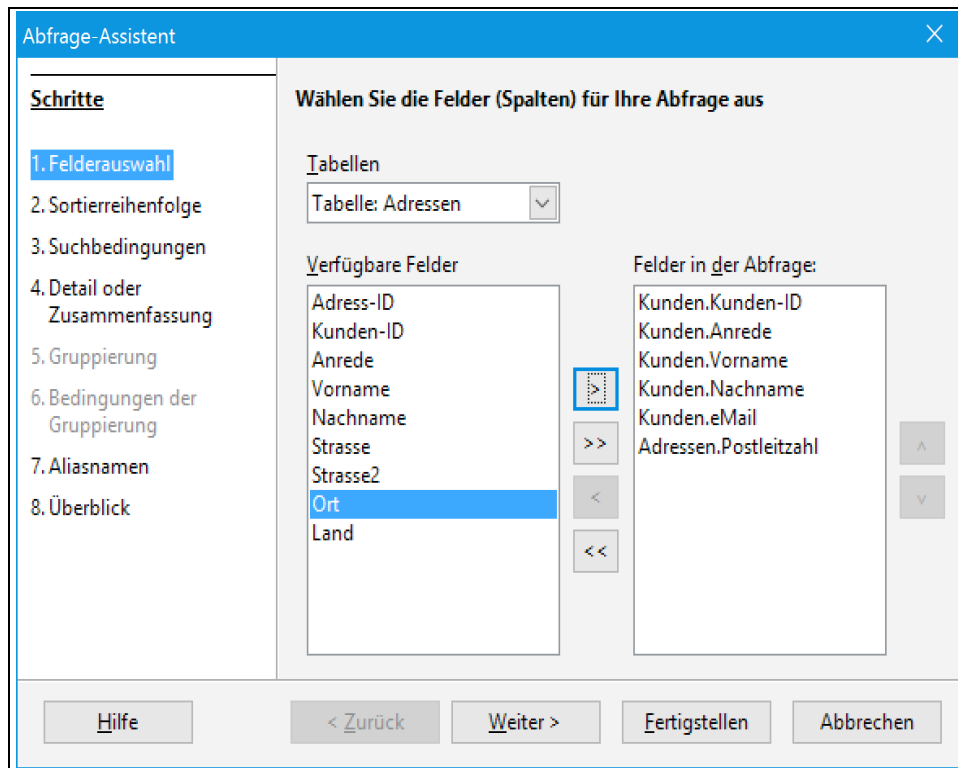 Abfrage-Assistent
Schritte
1. Felderauswahl
2. Sortierreihenfolge
3. Suchbedingungen
4. Detail oder
Zusammenfassung
5. Gruppierung
6. Bedingungen der
Gruppierung
7. Aliasnamen
8. Überblick
Wählen Sie die Felder (Spalten) für Ihre Abfrage aus
Tabellen
Tabelle: Adressen
Verfügbare Felder
Adress-ID
Kunden-ID
Anrede
Vorname
Nachname
Strasse
Strasse2
Ort
Land
>
>>
<
<<
Felder in der Abfrage:
Kunden.Kunden-ID
Kunden.Anrede
Kunden.Vorname
Kunden.Nachname
Kunden.eMail
Adressen.Postleitzahl
Hilfe
< Zurück
Weiter >
Fertigstellen
Abbrechen